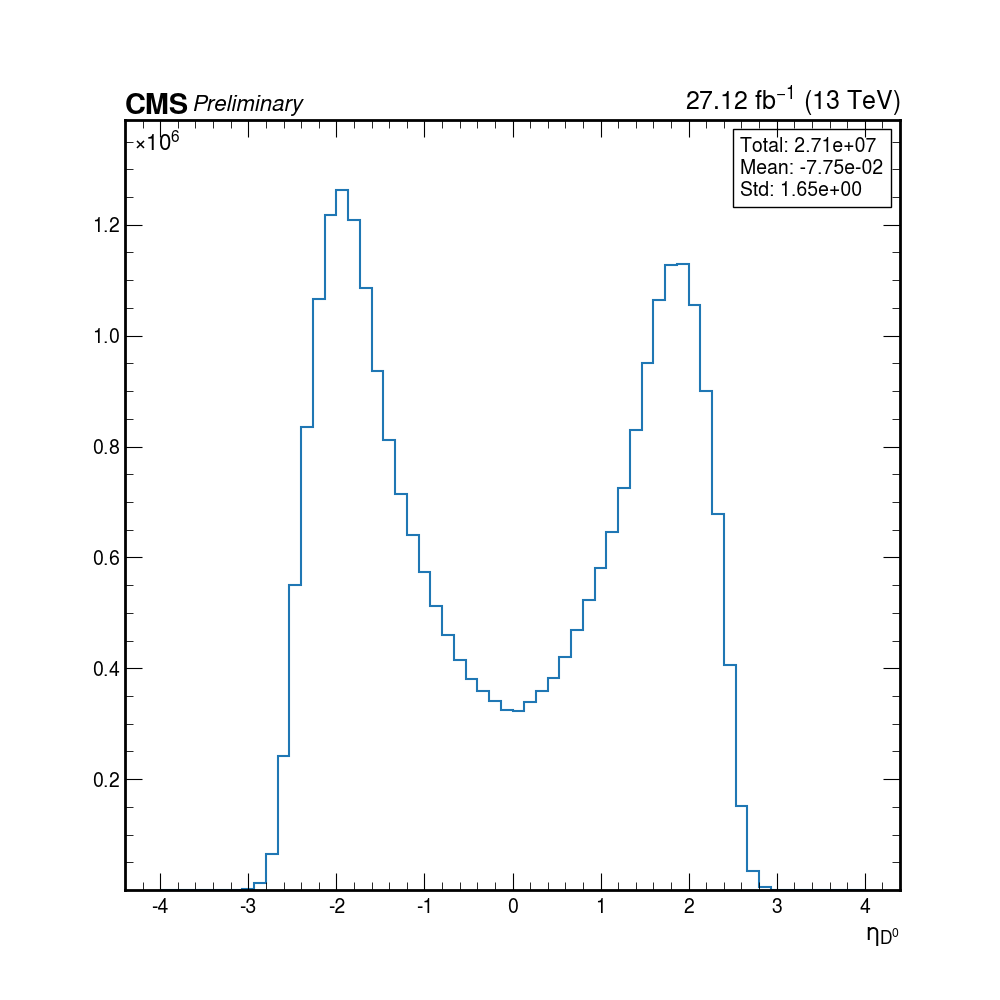 CMS Preliminary
27.12 fb⁻¹ (13 TeV)
×10⁶
Total: 2.71e+07
Mean: -7.75e-02
Std: 1.65e+00
1.2
1.0
0.8
0.6
0.4
0.2
-4 -3 -2 -1 0 1 2 3 4
η_D⁰